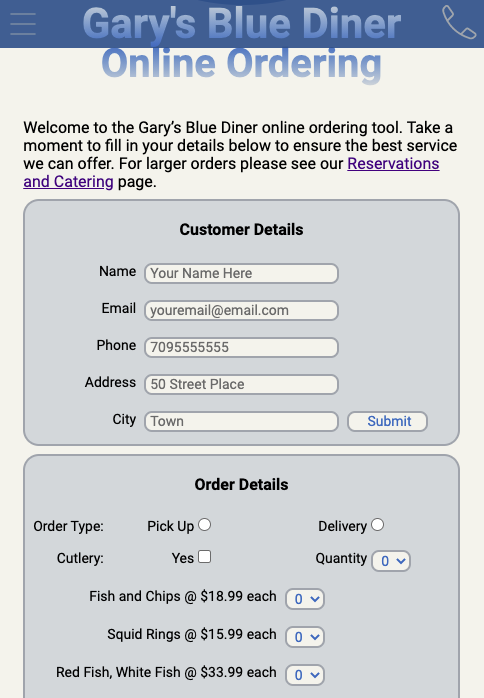 Gary's Blue Diner
Online Ordering
Welcome to the Gary’s Blue Diner online ordering tool. Take a
moment to fill in your details below to ensure the best service
we can offer. For larger orders please see our Reservations
and Catering page.
Customer Details
Name Your Name Here
Email youremail@email.com
Phone 7095555555
Address 50 Street Place
City Town Submit
Order Details
Order Type: Pick Up Delivery
Cutlery: Yes Quantity 0
Fish and Chips @ $18.99 each 0
Squid Rings @ $15.99 each 0
Red Fish, White Fish @ $33.99 each 0